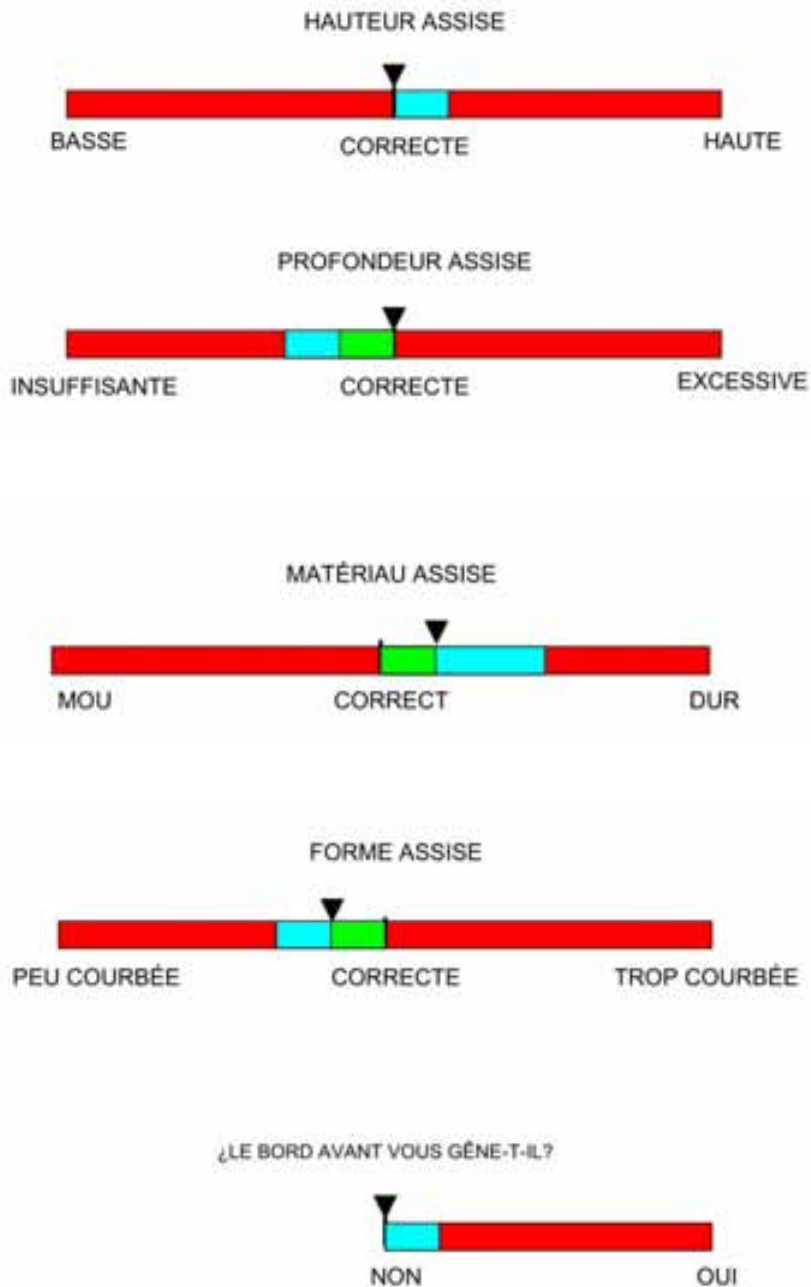 HAUTEUR ASSISE
BASSE CORRECTE HAUTE
PROFONDEUR ASSISE
INSUFFISANTE CORRECTE EXCESSIVE
MATÉRIAU ASSISE
MOU CORRECT DUR
FORME ASSISE
PEU COURBÉE CORRECTE TROP COURBÉE
¿LE BORD AVANT VOUS GÊNE-T-IL?
NON OUI